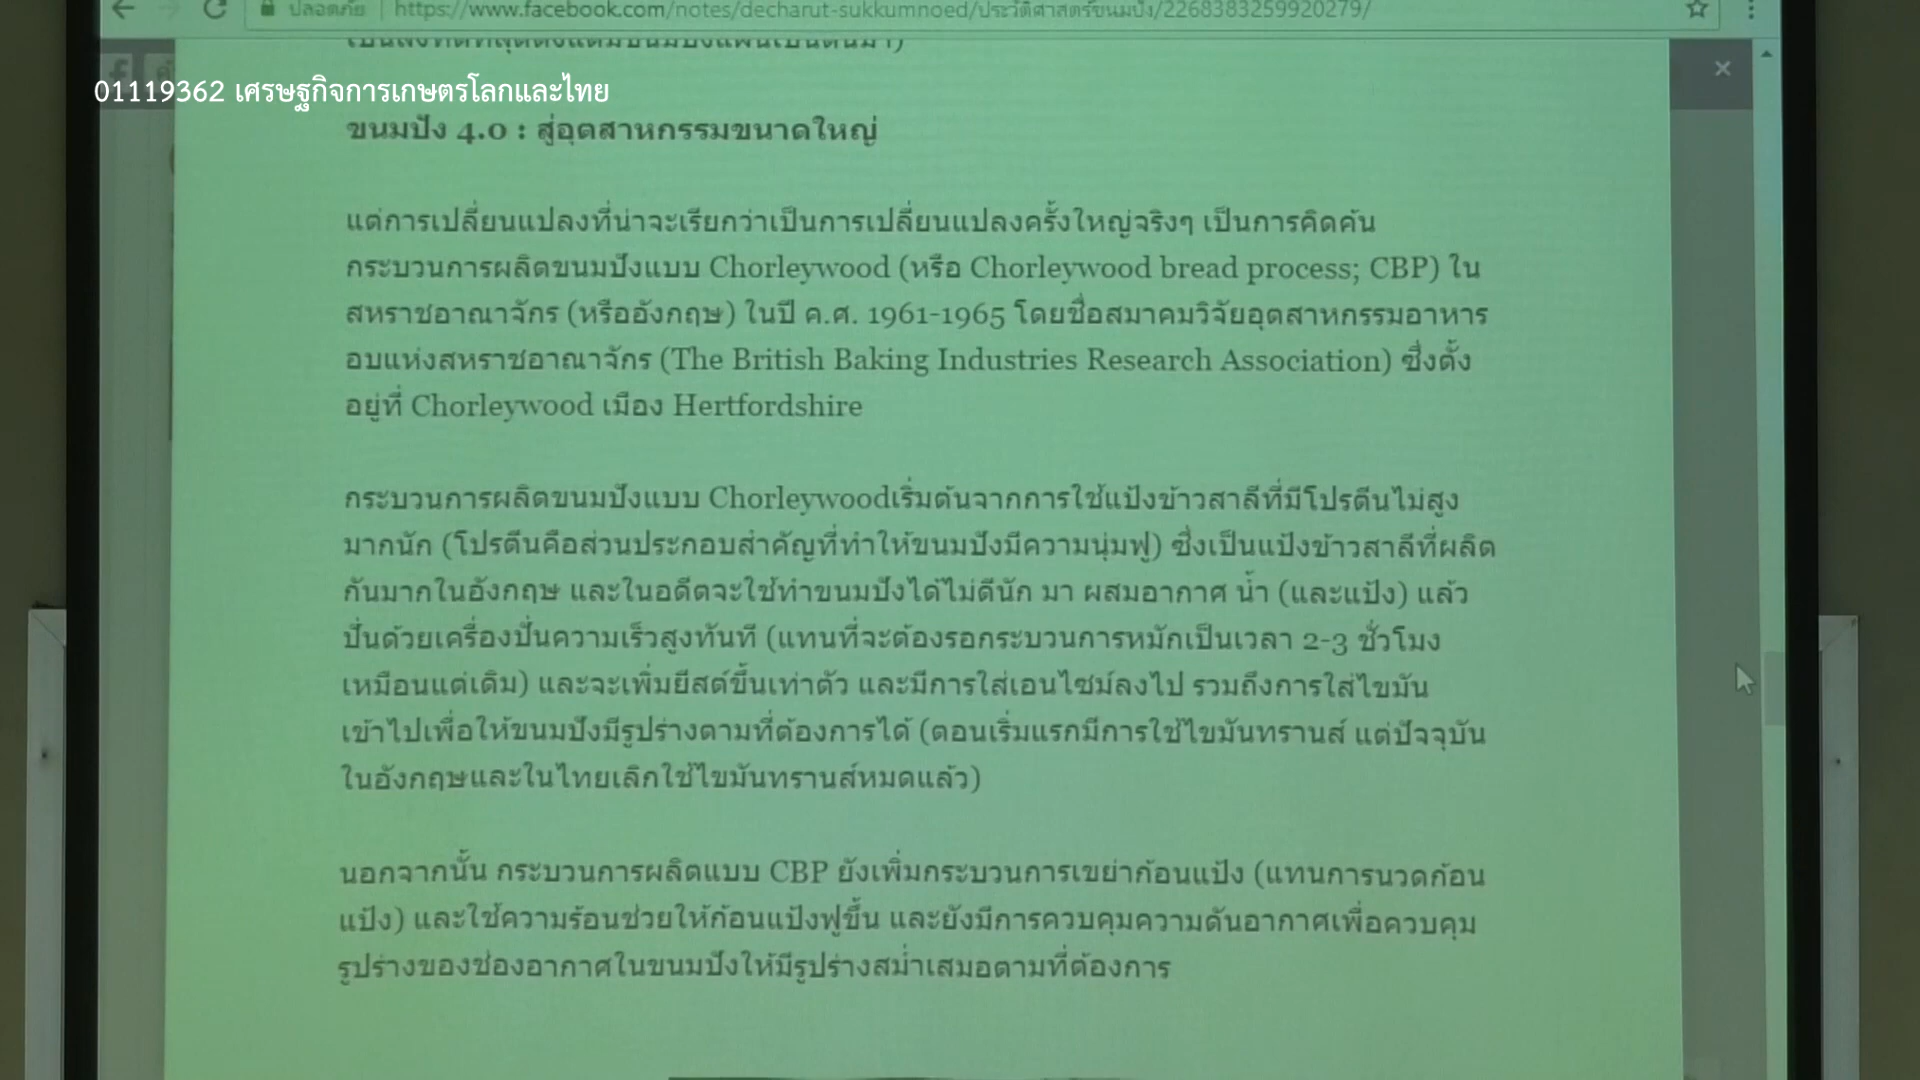 ปลอดภัย | https://www.facebook.com/notes/decharut-sukkumnoed/ประวัติศาสตร์ขนมปัง/2268383259920279/
01119362 เศรษฐกิจการเกษตรโลกและไทย
ขนมปัง 4.0 : สู่อุตสาหกรรมขนาดใหญ่
แต่การเปลี่ยนแปลงที่น่าจะเรียกว่าเป็นการเปลี่ยนแปลงครั้งใหญ่จริงๆ เป็นการคิดค้น
กระบวนการผลิตขนมปังแบบ Chorleywood (หรือ Chorleywood bread process; CBP) ใน
สหราชอาณาจักร (หรืออังกฤษ) ในปี ค.ศ. 1961-1965 โดยชื่อสมาคมวิจัยอุตสาหกรรมอาหาร
อบแห่งสหราชอาณาจักร (The British Baking Industries Research Association) ซึ่งตั้ง
อยู่ที่ Chorleywood เมือง Hertfordshire
กระบวนการผลิตขนมปังแบบ Chorleywoodเริ่มต้นจากการใช้แป้งข้าวสาลีที่มีโปรตีนไม่สูง
มากนัก (โปรตีนคือส่วนประกอบสำคัญที่ทำให้ขนมปังมีความนุ่มฟู) ซึ่งเป็นแป้งข้าวสาลีที่ผลิต
กันมากในอังกฤษ และในอดีตจะใช้ทำขนมปังได้ไม่ดีนัก มา ผสมอากาศ น้ำ (และแป้ง) แล้ว
ปั่นด้วยเครื่องปั่นความเร็วสูงทันที (แทนที่จะต้องรอกระบวนการหมักเป็นเวลา 2-3 ชั่วโมง
เหมือนแต่เดิม) และจะเพิ่มยีสต์ขึ้นเท่าตัว และมีการใส่เอนไซม์ลงไป รวมถึงการใส่ไขมัน
เข้าไปเพื่อให้ขนมปังมีรูปร่างตามที่ต้องการได้ (ตอนเริ่มแรกมีการใช้ไขมันทรานส์ แต่ปัจจุบัน
ในอังกฤษและในไทยเลิกใช้ไขมันทรานส์หมดแล้ว)
นอกจากนั้น กระบวนการผลิตแบบ CBP ยังเพิ่มกระบวนการเขย่าก้อนแป้ง (แทนการนวดก้อน
แป้ง) และใช้ความร้อนช่วยให้ก้อนแป้งฟูขึ้น และยังมีการควบคุมความดันอากาศเพื่อควบคุม
รูปร่างของช่องอากาศในขนมปังให้มีรูปร่างสม่ำเสมอตามที่ต้องการ